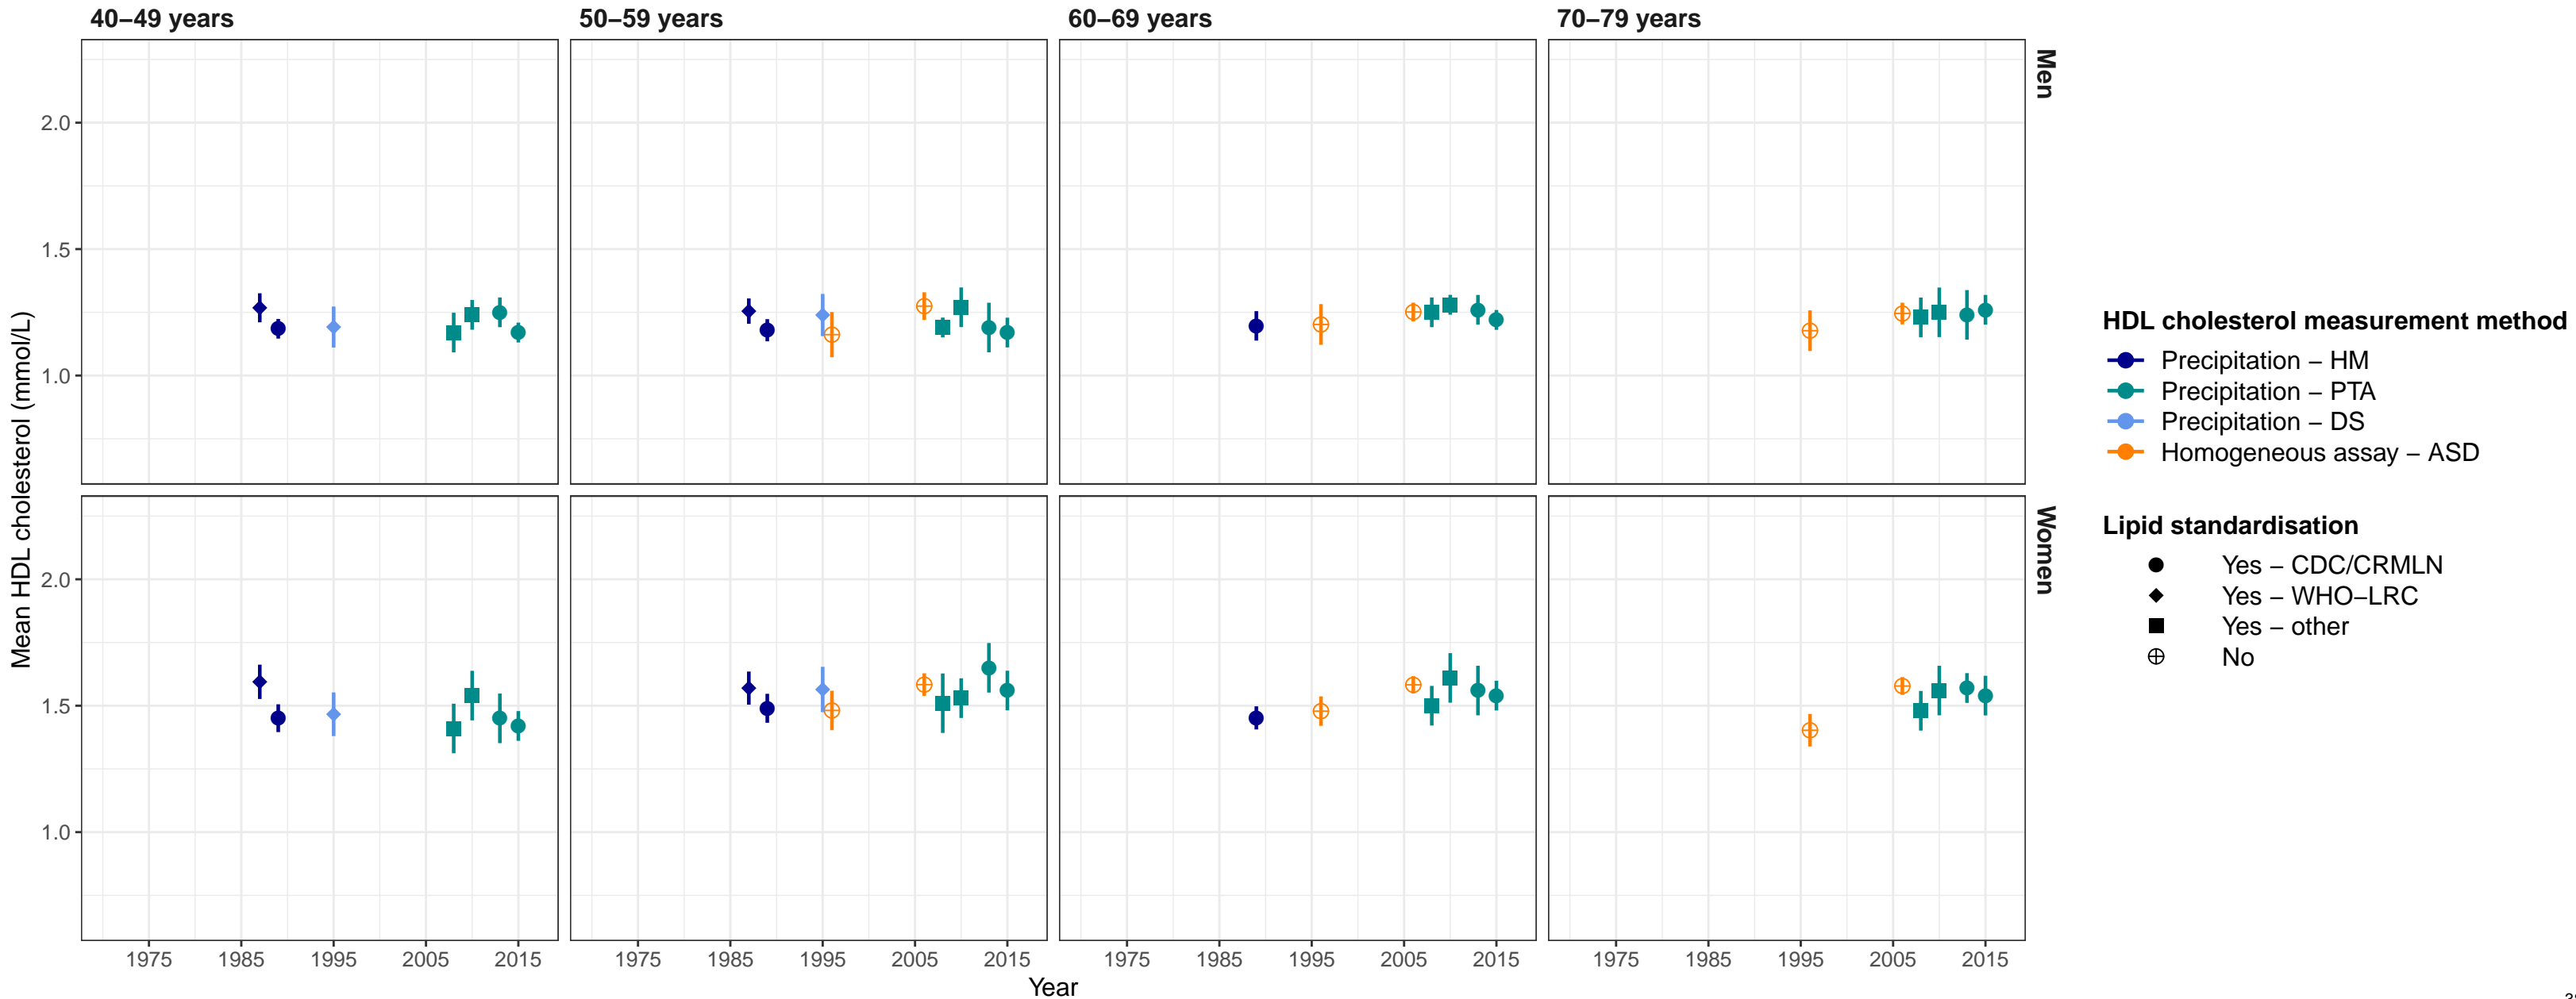 40–49 years
50–59 years
60–69 years
70–79 years
Men
2.0
1.5
1.0
Mean HDL cholesterol (mmol/L)
Women
2.0
1.5
1.0
1975 1985 1995 2005 2015
1975 1985 1995 2005 2015
1975 1985 1995 2005 2015
1975 1985 1995 2005 2015
Year
HDL cholesterol measurement method
Precipitation – HM
Precipitation – PTA
Precipitation – DS
Homogeneous assay – ASD
Lipid standardisation
Yes – CDC/CRMLN
Yes – WHO–LRC
Yes – other
No